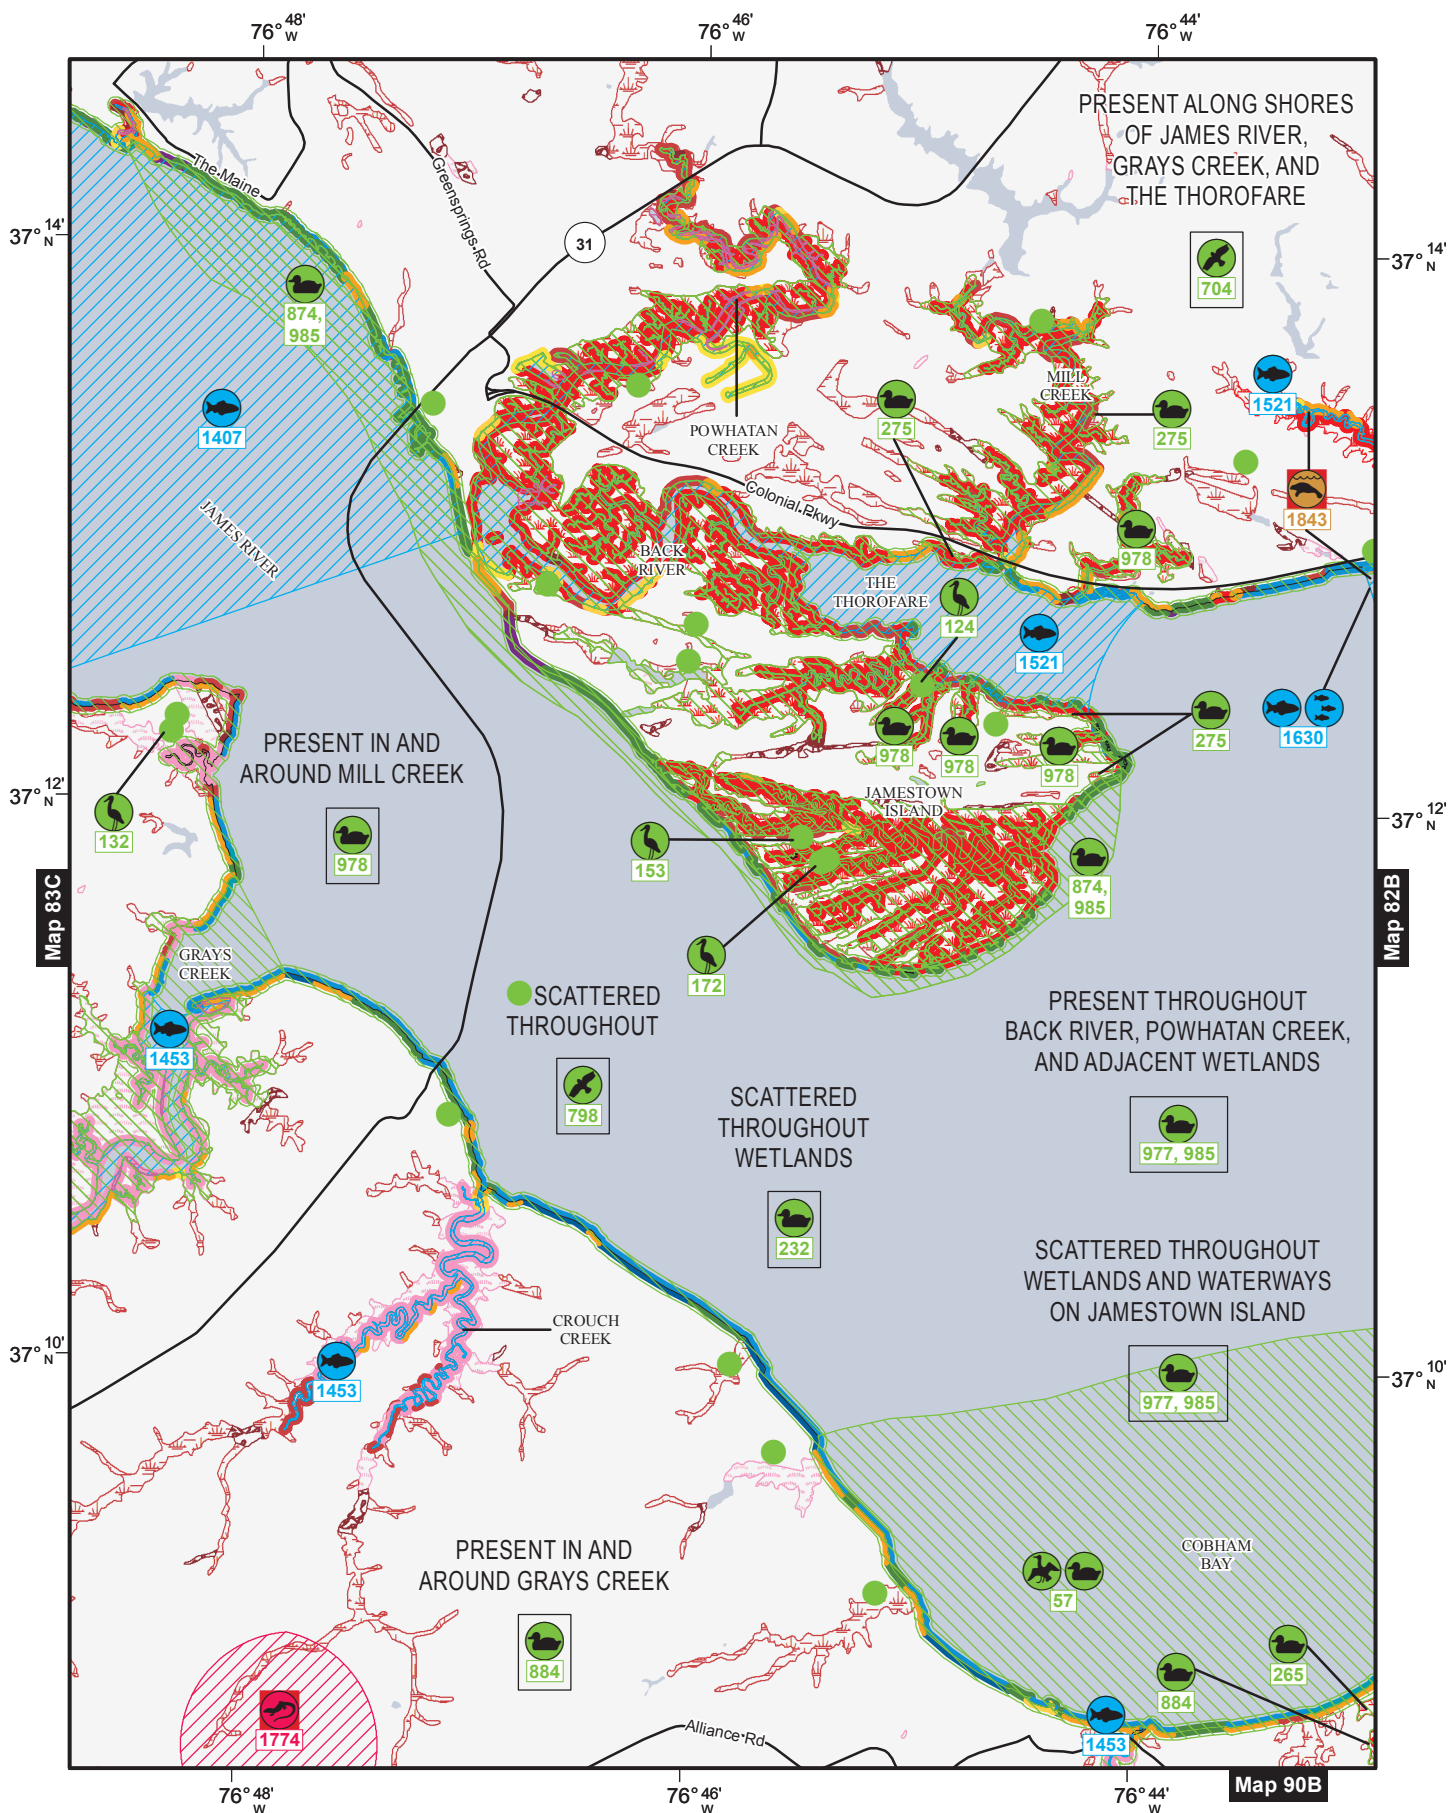 76° 48' W
76° 46' W
76° 44' W
PRESENT ALONG SHORES
OF JAMES RIVER,
GRAYS CREEK, AND
THE THOROFARE
704
The Maine
Greensprings Rd
31
37° 14' N
37° 14' N
874,
985
1407
JAMES RIVER
POWHATAN
CREEK
275
MILL
CREEK
275
1521
1843
Colonial Pkwy
978
BACK
RIVER
THE
THOROFARE
124
1521
275
1630
978
978
978
JAMESTOWN
ISLAND
PRESENT IN AND
AROUND MILL CREEK
978
132
37° 12' N
37° 12' N
153
874,
985
172
Map 83C
Map 82B
GRAYS
CREEK
1453
SCATTERED
THROUGHOUT
798
PRESENT THROUGHOUT
BACK RIVER, POWHATAN CREEK,
AND ADJACENT WETLANDS
977, 985
SCATTERED
THROUGHOUT
WETLANDS
232
SCATTERED THROUGHOUT
WETLANDS AND WATERWAYS
ON JAMESTOWN ISLAND
977, 985
CROUCH
CREEK
1453
37° 10' N
37° 10' N
PRESENT IN AND
AROUND GRAYS CREEK
884
COBHAM
BAY
57
265
884
1774
1453
Alliance Rd
76° 48' W
76° 46' W
76° 44' W
Map 90B